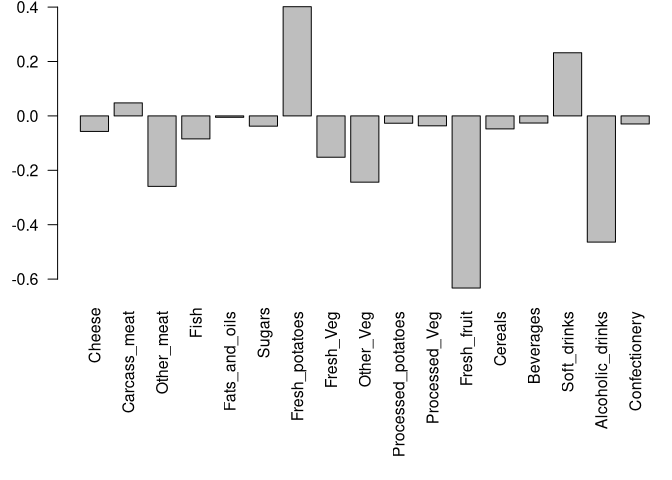 0.4
0.2
0.0
-0.2
-0.4
-0.6
Cheese
Carcass_meat
Other_meat
Fish
Fats_and_oils
Sugars
Fresh_potatoes
Fresh_Veg
Other_Veg
Processed_potatoes
Processed_Veg
Fresh_fruit
Cereals
Beverages
Soft_drinks
Alcoholic_drinks
Confectionery